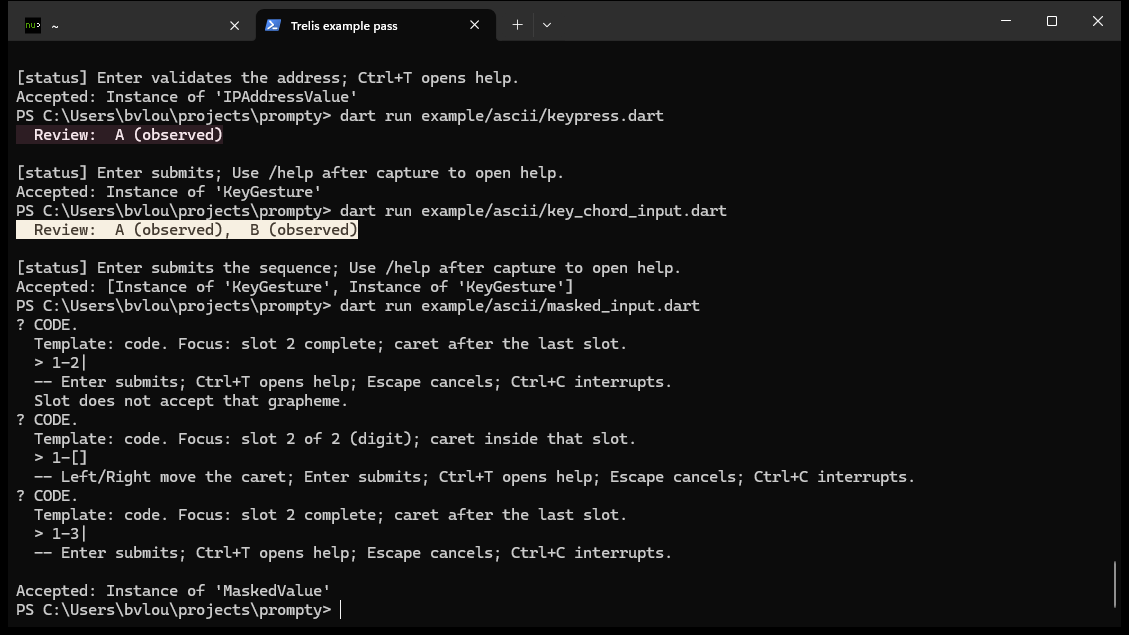 nu> ~
Trelis example pass
[status] Enter validates the address; Ctrl+T opens help.
Accepted: Instance of 'IPAddressValue'
PS C:\Users\bvlou\projects\prompty> dart run example/ascii/keypress.dart
  Review:  A (observed)
[status] Enter submits; Use /help after capture to open help.
Accepted: Instance of 'KeyGesture'
PS C:\Users\bvlou\projects\prompty> dart run example/ascii/key_chord_input.dart
  Review:  A (observed),  B (observed)
[status] Enter submits the sequence; Use /help after capture to open help.
Accepted: [Instance of 'KeyGesture', Instance of 'KeyGesture']
PS C:\Users\bvlou\projects\prompty> dart run example/ascii/masked_input.dart
? CODE.
  Template: code. Focus: slot 2 complete; caret after the last slot.
  > 1-2|
  -- Enter submits; Ctrl+T opens help; Escape cancels; Ctrl+C interrupts.
  Slot does not accept that grapheme.
? CODE.
  Template: code. Focus: slot 2 of 2 (digit); caret inside that slot.
  > 1-[]
  -- Left/Right move the caret; Enter submits; Ctrl+T opens help; Escape cancels; Ctrl+C interrupts.
? CODE.
  Template: code. Focus: slot 2 complete; caret after the last slot.
  > 1-3|
  -- Enter submits; Ctrl+T opens help; Escape cancels; Ctrl+C interrupts.
Accepted: Instance of 'MaskedValue'
PS C:\Users\bvlou\projects\prompty>